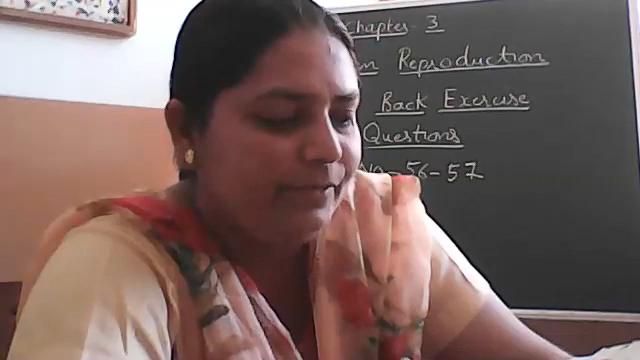 Chapter - 3
Reproduction
Back Exercise
Questions
56-57